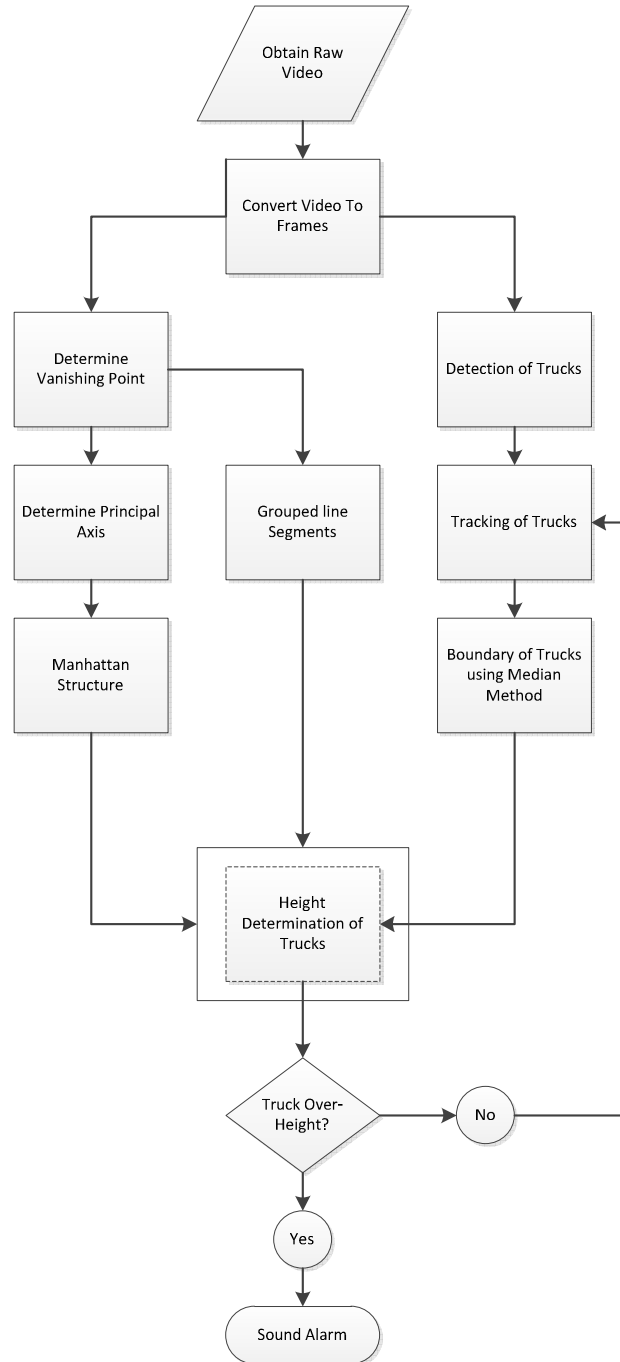 Obtain Raw
Video
Convert Video To
Frames
Determine
Vanishing Point
Detection of Trucks
Determine Principal
Axis
Grouped line
Segments
Tracking of Trucks
Manhattan
Structure
Boundary of Trucks
using Median
Method
Height
Determination of
Trucks
Truck Over-
Height?
No
Yes
Sound Alarm